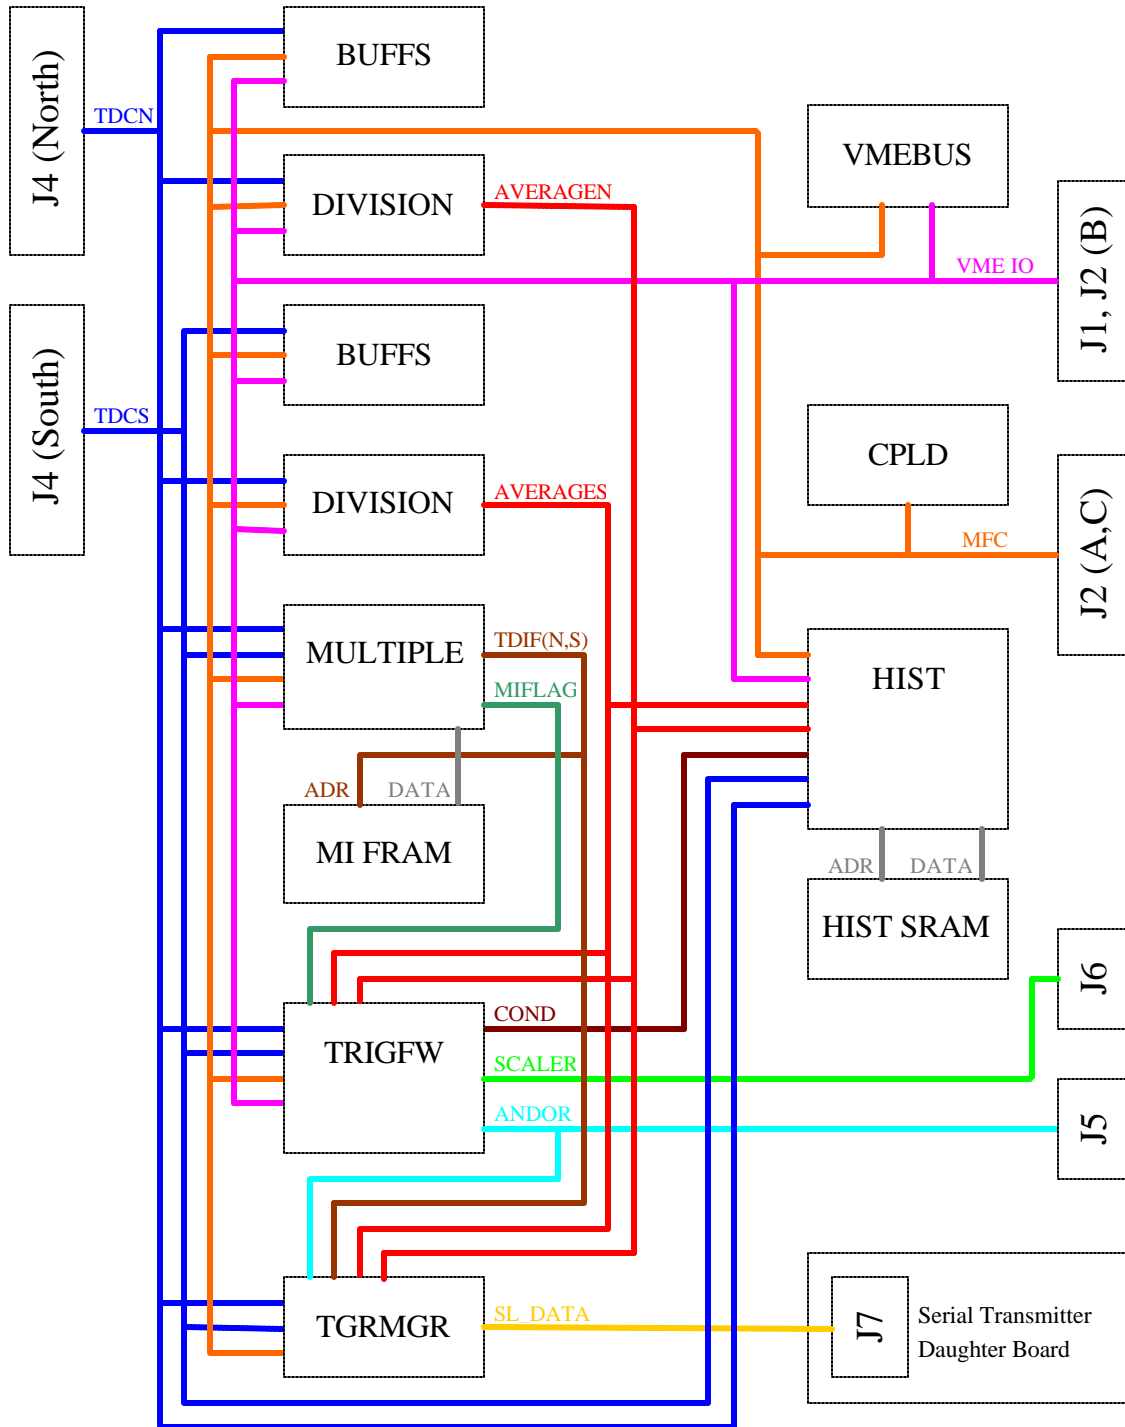 J4 (North)
TDCN
BUFFS
VMEBUS
DIVISION
AVERAGEN
J1, J2 (B)
VME IO
J4 (South)
TDCS
BUFFS
CPLD
DIVISION
AVERAGES
J2 (A,C)
MFC
MULTIPLE
TDIF(N,S)
MIFLAG
HIST
ADR
DATA
MI FRAM
ADR
DATA
HIST SRAM
J6
TRIGFW
COND
SCALER
ANDOR
J5
TGRMGR
SL_DATA
J7
Serial Transmitter
Daughter Board